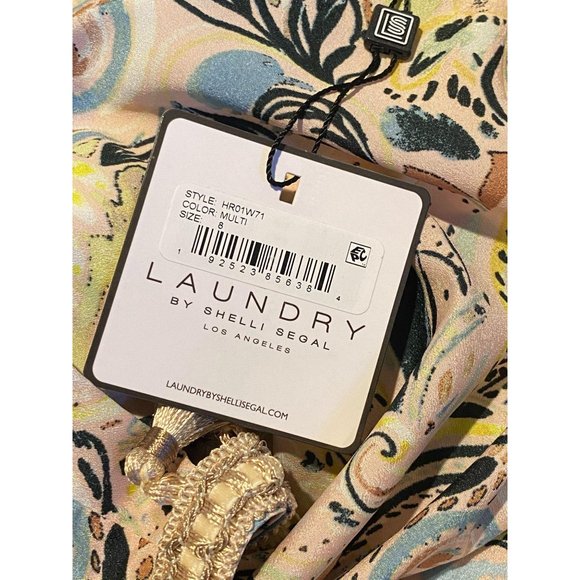 STYLE: HR01W71
COLOR: MULTI
SIZE: 8
1 92523 85638 4
LAUNDRY
BY SHELLI SEGAL
LOS ANGELES
LAUNDRYBYSHELLISEGAL.COM